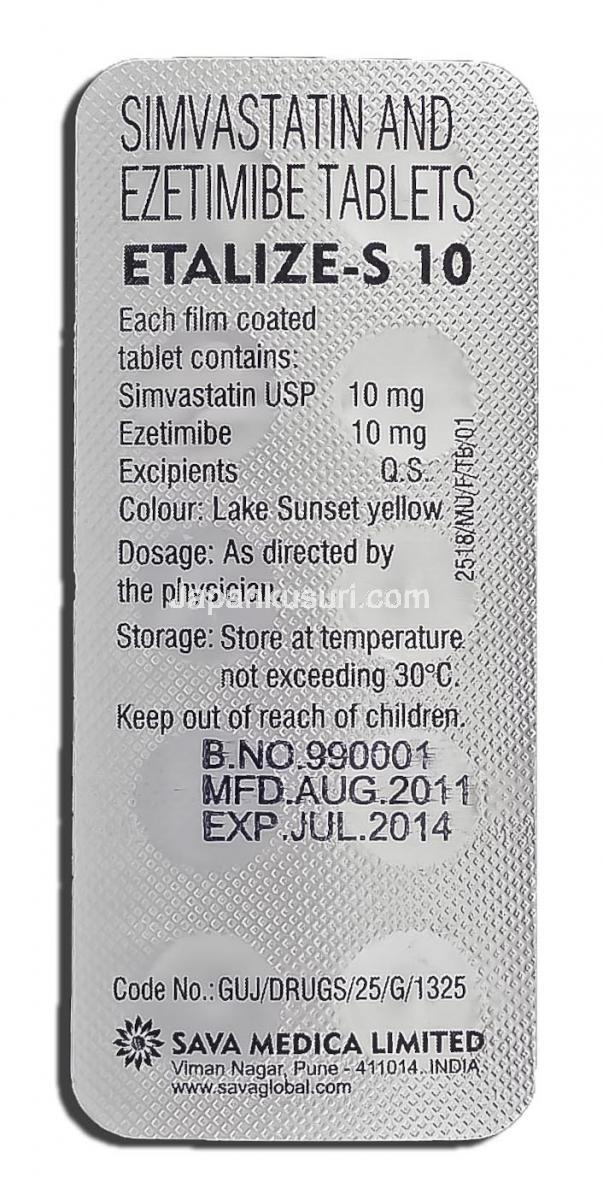 SIMVASTATIN AND
EZETIMIBE TABLETS
ETALIZE-S 10
Each film coated
tablet contains:
Simvastatin USP 10 mg
Ezetimibe 10 mg
Excipients Q.S.
Colour: Lake Sunset yellow
2518/MU/F/TB/01
Dosage: As directed by
the physician
Japankusuri.com
Storage: Store at temperature
not exceeding 30°C.
Keep out of reach of children.
B.NO.990001
MFD.AUG.2011
EXP.JUL.2014
Code No.: GUJ/DRUGS/25/G/1325
SAVA MEDICA LIMITED
Viman Nagar, Pune - 411014. INDIA
www.savaglobal.com